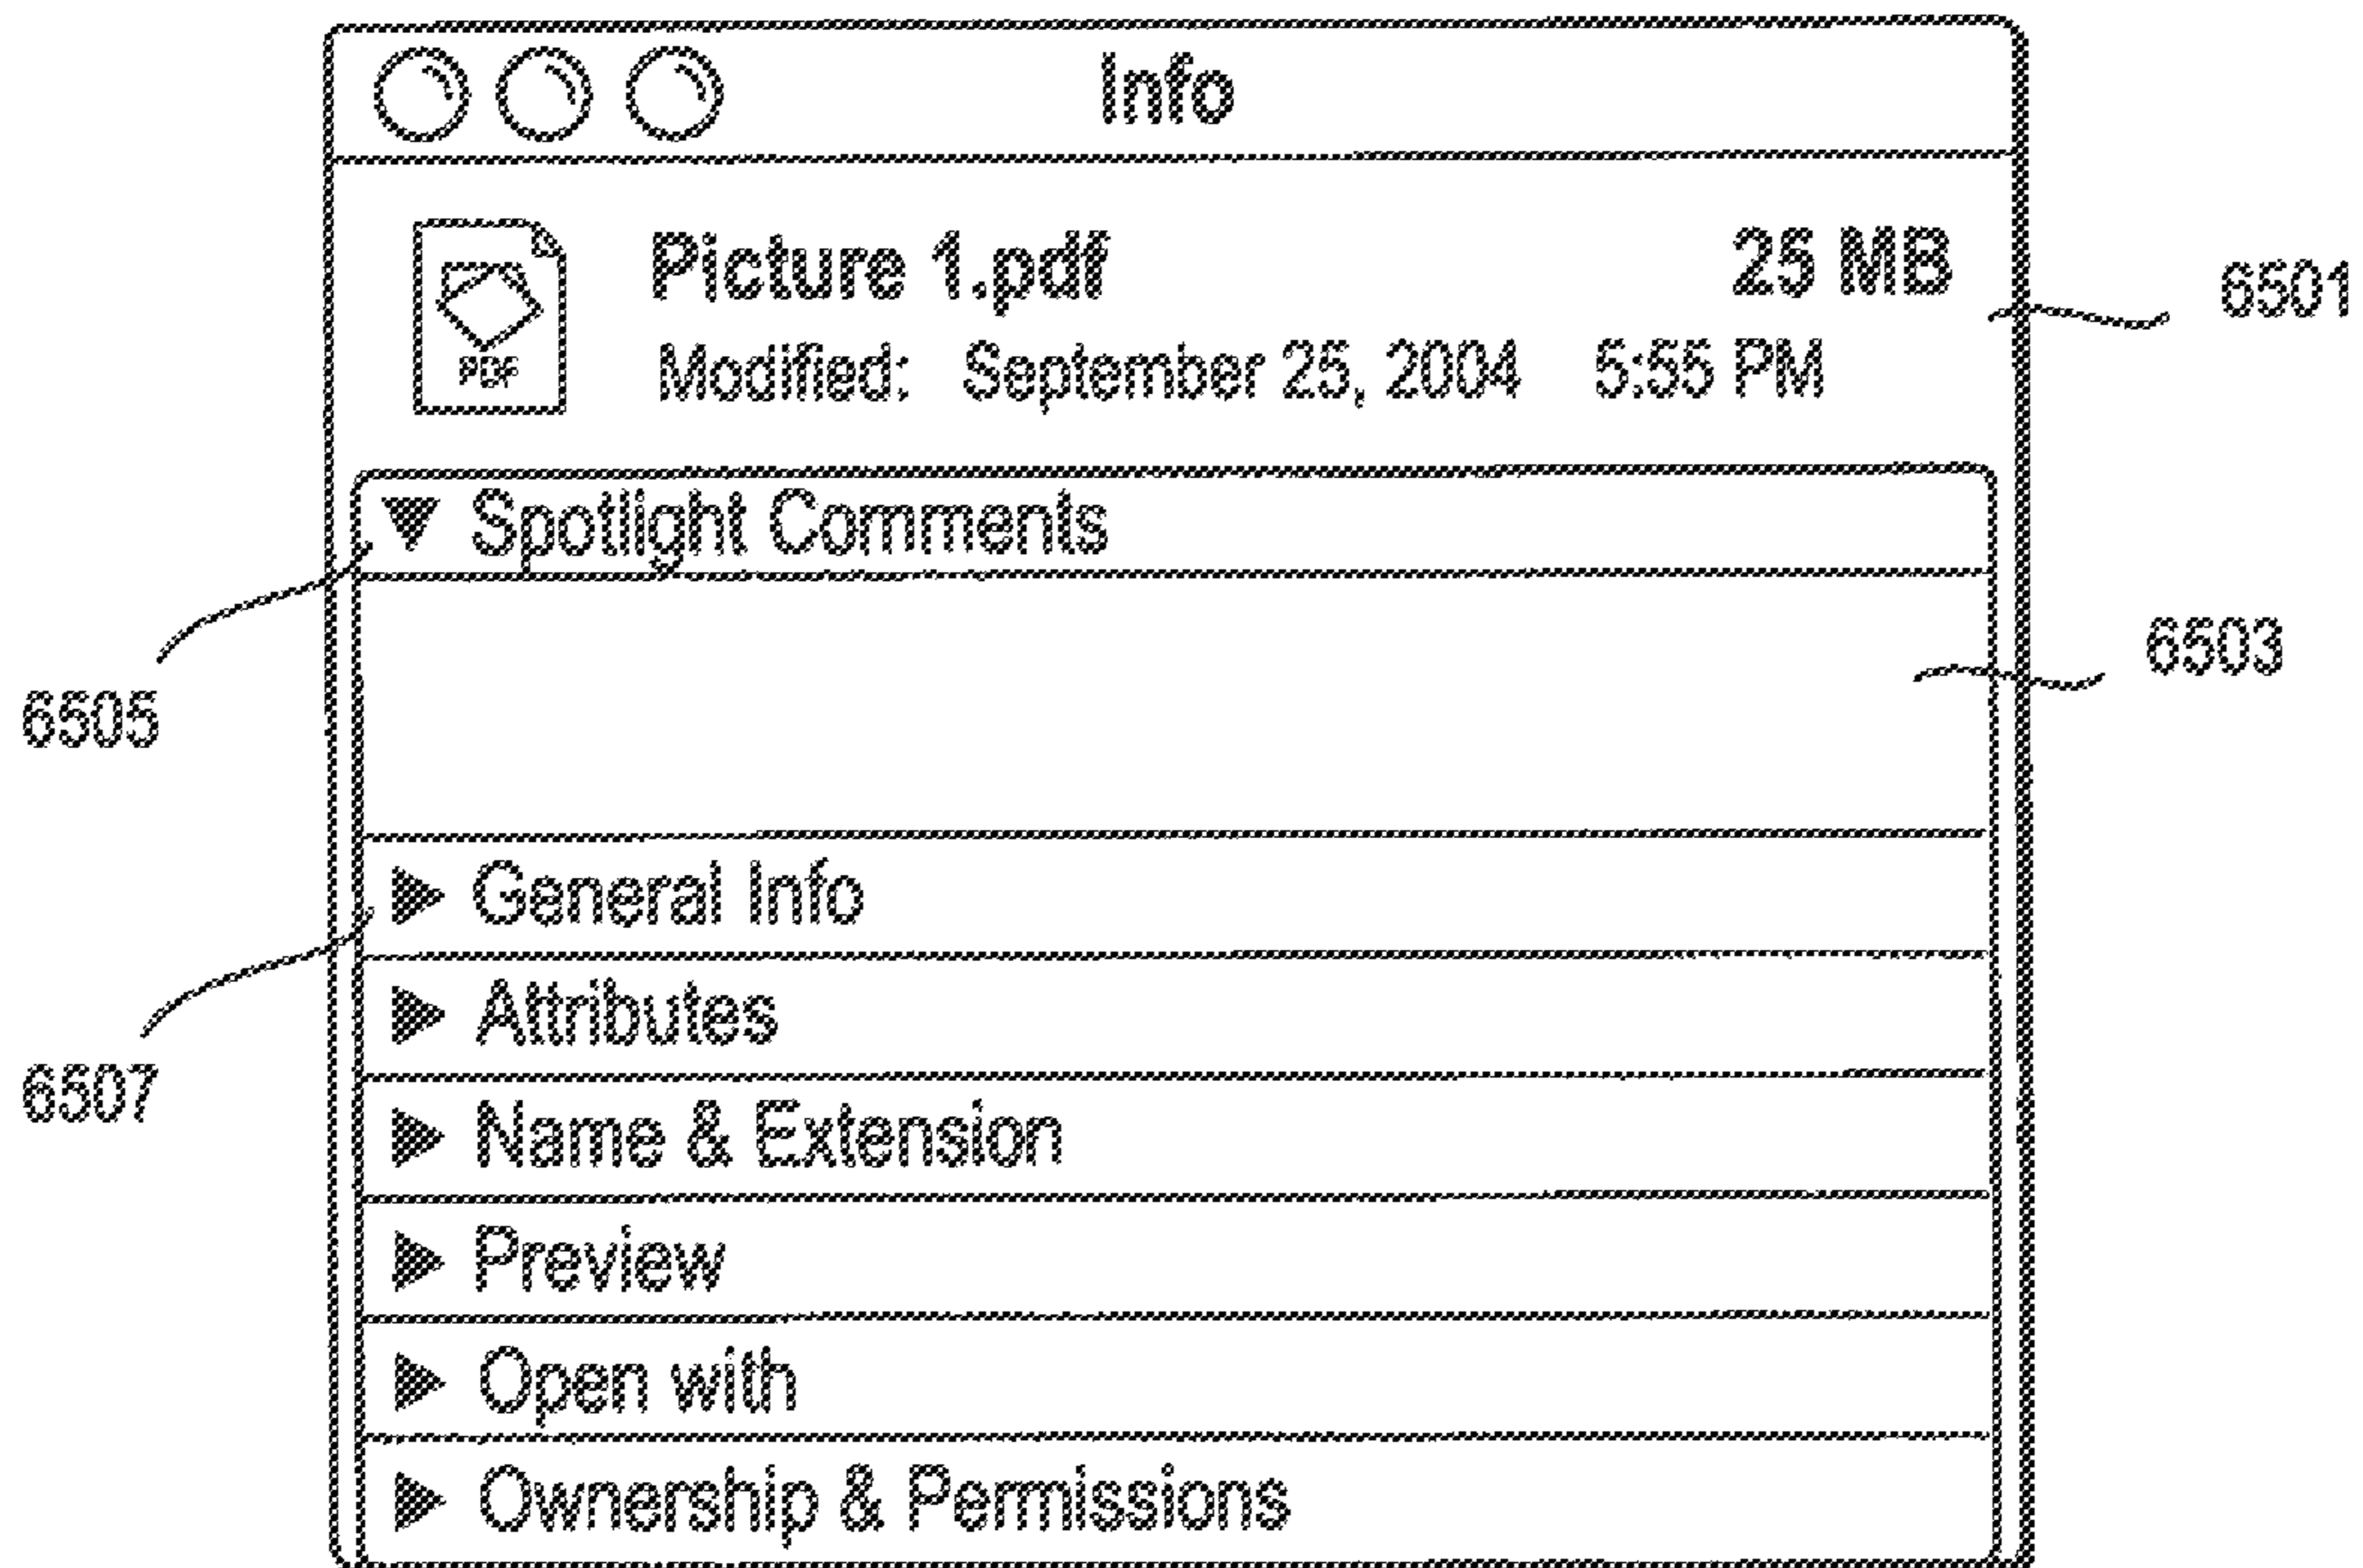 Info
Picture 1.pdf 25 MB
6501
PDF
Modified: September 25, 2004 5:55 PM
Spotlight Comments
6503
6505
General Info
Attributes
6507
Name & Extension
Preview
Open with
Ownership & Permissions